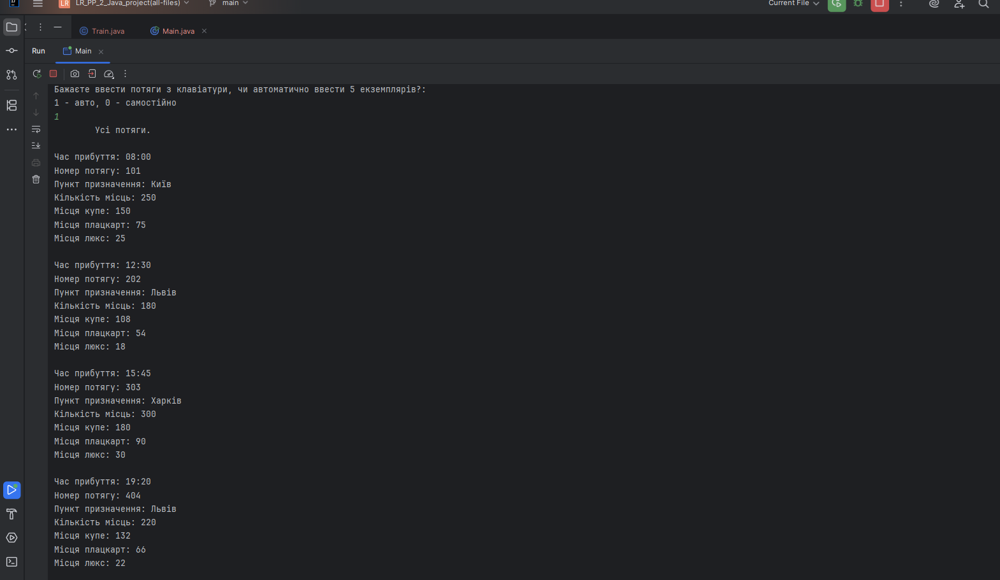 LR LR_PP_2_Java_project(all-files) main Current File
Train.java Main.java
Run Main
Бажаєте ввести потяги з клавіатури, чи автоматично ввести 5 екземплярів?:
1 - авто, 0 - самостійно
1
Усі потяги.
Час прибуття: 08:00
Номер потягу: 101
Пункт призначення: Київ
Кількість місць: 250
Місця купе: 150
Місця плацкарт: 75
Місця люкс: 25
Час прибуття: 12:30
Номер потягу: 202
Пункт призначення: Львів
Кількість місць: 180
Місця купе: 108
Місця плацкарт: 54
Місця люкс: 18
Час прибуття: 15:45
Номер потягу: 303
Пункт призначення: Харків
Кількість місць: 300
Місця купе: 180
Місця плацкарт: 90
Місця люкс: 30
Час прибуття: 19:20
Номер потягу: 404
Пункт призначення: Львів
Кількість місць: 220
Місця купе: 132
Місця плацкарт: 66
Місця люкс: 22